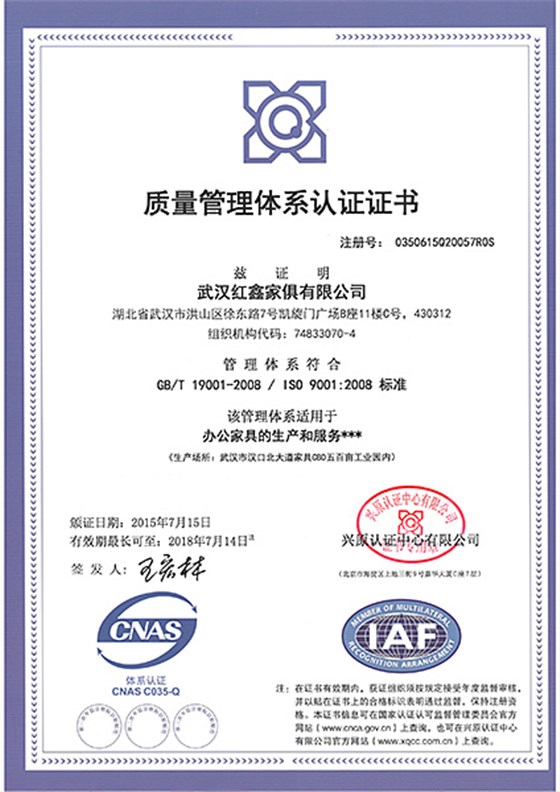 质量管理体系认证证书
注册号： 0350615Q20057R0S
兹 证 明
武汉红鑫家俱有限公司
湖北省武汉市洪山区徐东路7号凯旋门广场B座11楼C号，430312
组织机构代码：74833070-4
管理体系符合
GB/T 19001-2008 / ISO 9001:2008 标准
该管理体系适用于
办公家具的生产和服务***
（生产场所：武汉市汉口北大道家具CBD五百亩工业园内）
颁证日期：2015年7月15日
有效期最长可至：2018年7月14日注
签 发 人：
兴原认证中心有限公司
证书专用章
兴原认证中心有限公司
（北京市海淀区上地三街9号嘉华大厦C座7层）
CNAS
体系认证
CNAS C035-Q
MEMBER OF MULTILATERAL
IAF
RECOGNITION ARRANGEMENT
注：在证书有效期内，获证组织须按规定接受年度监督审核，
并以贴在证书上的合格标识表明通过监督，保持注册资
格。本证书信息可在国家认证认可监督管理委员会官方
网站（www.cnca.gov.cn）上查询，也可在兴原认证中心
有限公司官方网站（www.xqcc.com.cn）上查询。